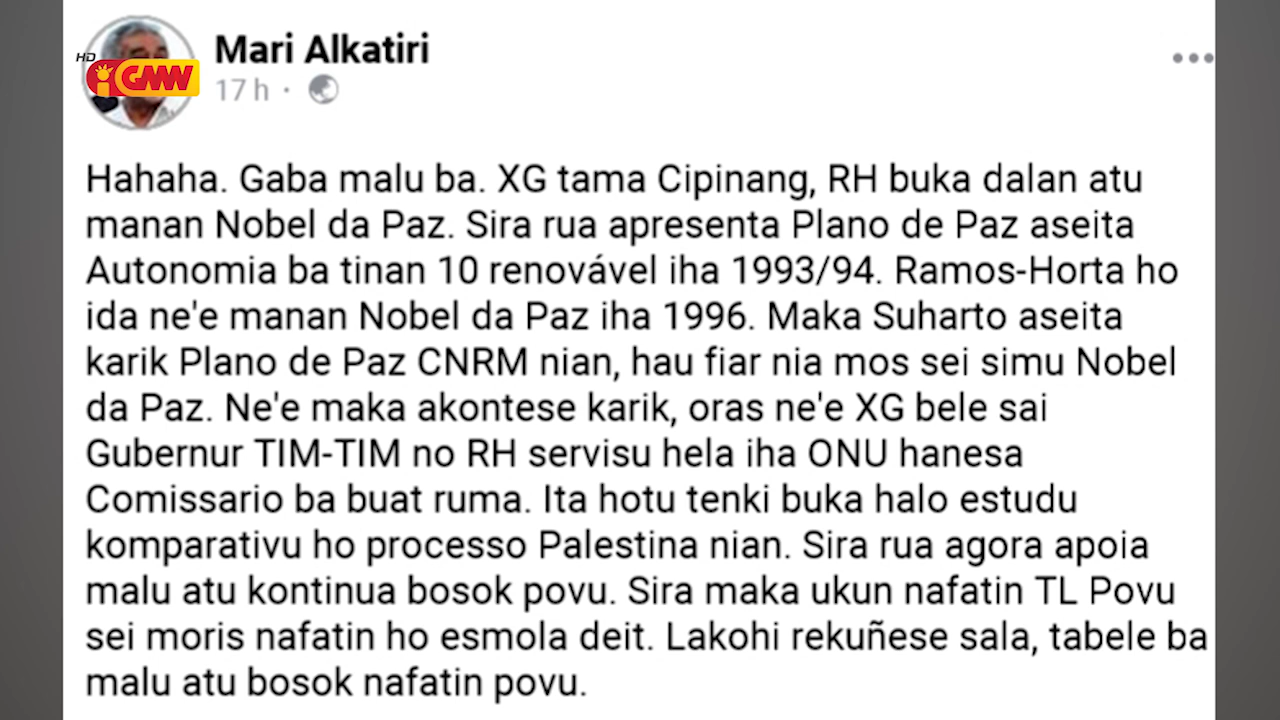 HD
GMN
Mari Alkatiri
17 h ·
Hahaha. Gaba malu ba. XG tama Cipinang, RH buka dalan atu
manan Nobel da Paz. Sira rua apresenta Plano de Paz aseita
Autonomia ba tinan 10 renovável iha 1993/94. Ramos-Horta ho
ida ne'e manan Nobel da Paz iha 1996. Maka Suharto aseita
karik Plano de Paz CNRM nian, hau fiar nia mos sei simu Nobel
da Paz. Ne'e maka akontese karik, oras ne'e XG bele sai
Gubernur TIM-TIM no RH servisu hela iha ONU hanesa
Comissario ba buat ruma. Ita hotu tenki buka halo estudu
komparativu ho processo Palestina nian. Sira rua agora apoia
malu atu kontinua bosok povu. Sira maka ukun nafatin TL Povu
sei moris nafatin ho esmola deit. Lakohi rekuñese sala, tabele ba
malu atu bosok nafatin povu.